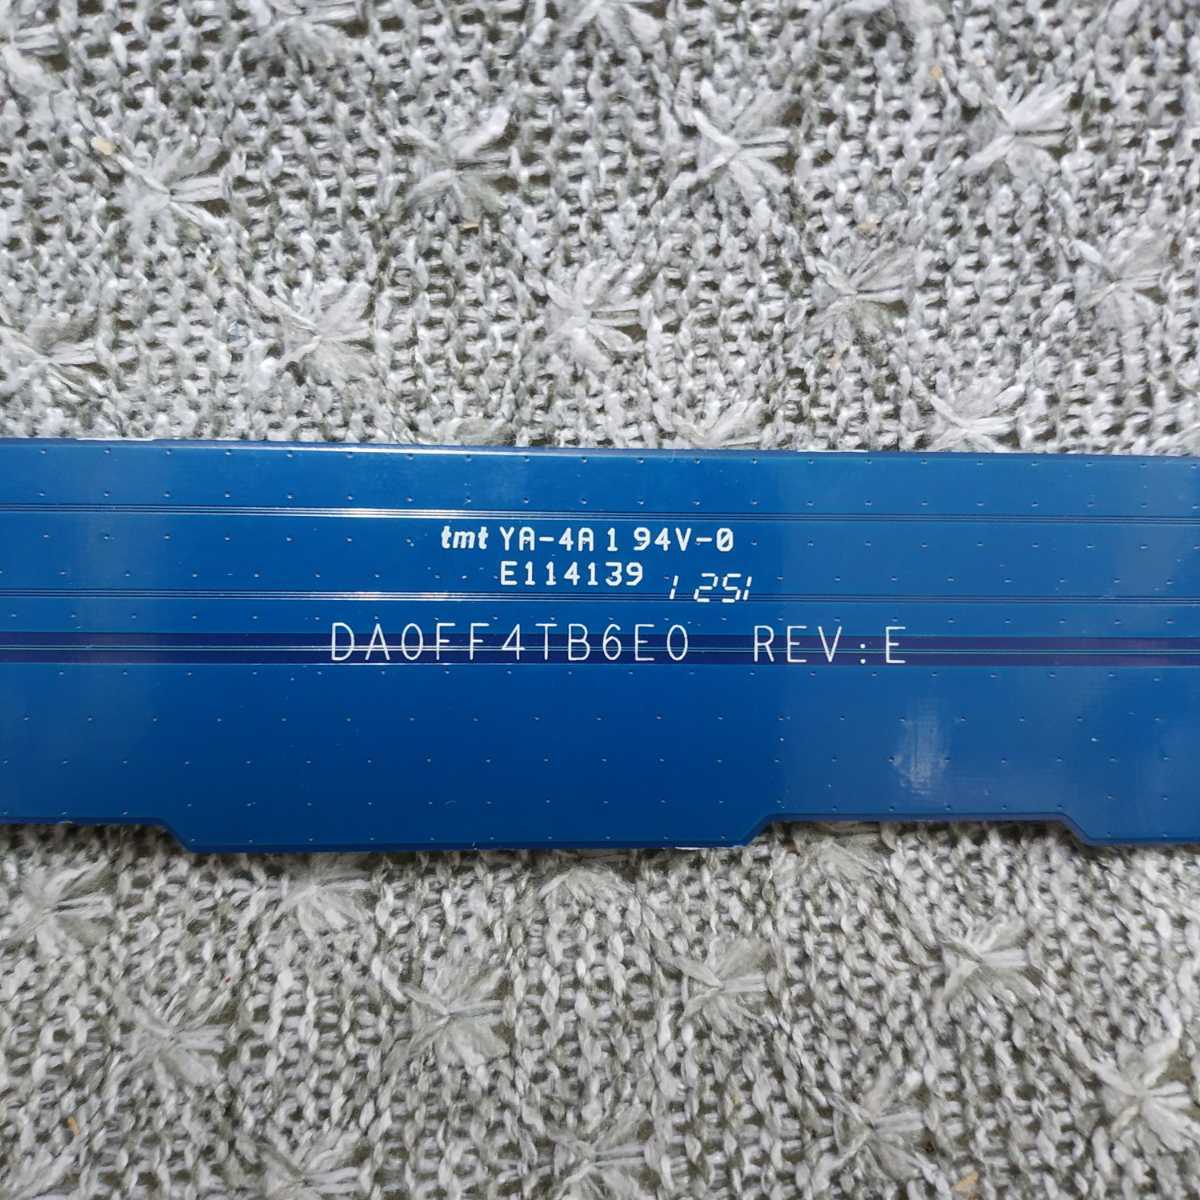 tmt YA-4A 1 94V-0
E114139 1251
DA0FF4TB6E0 REV:E